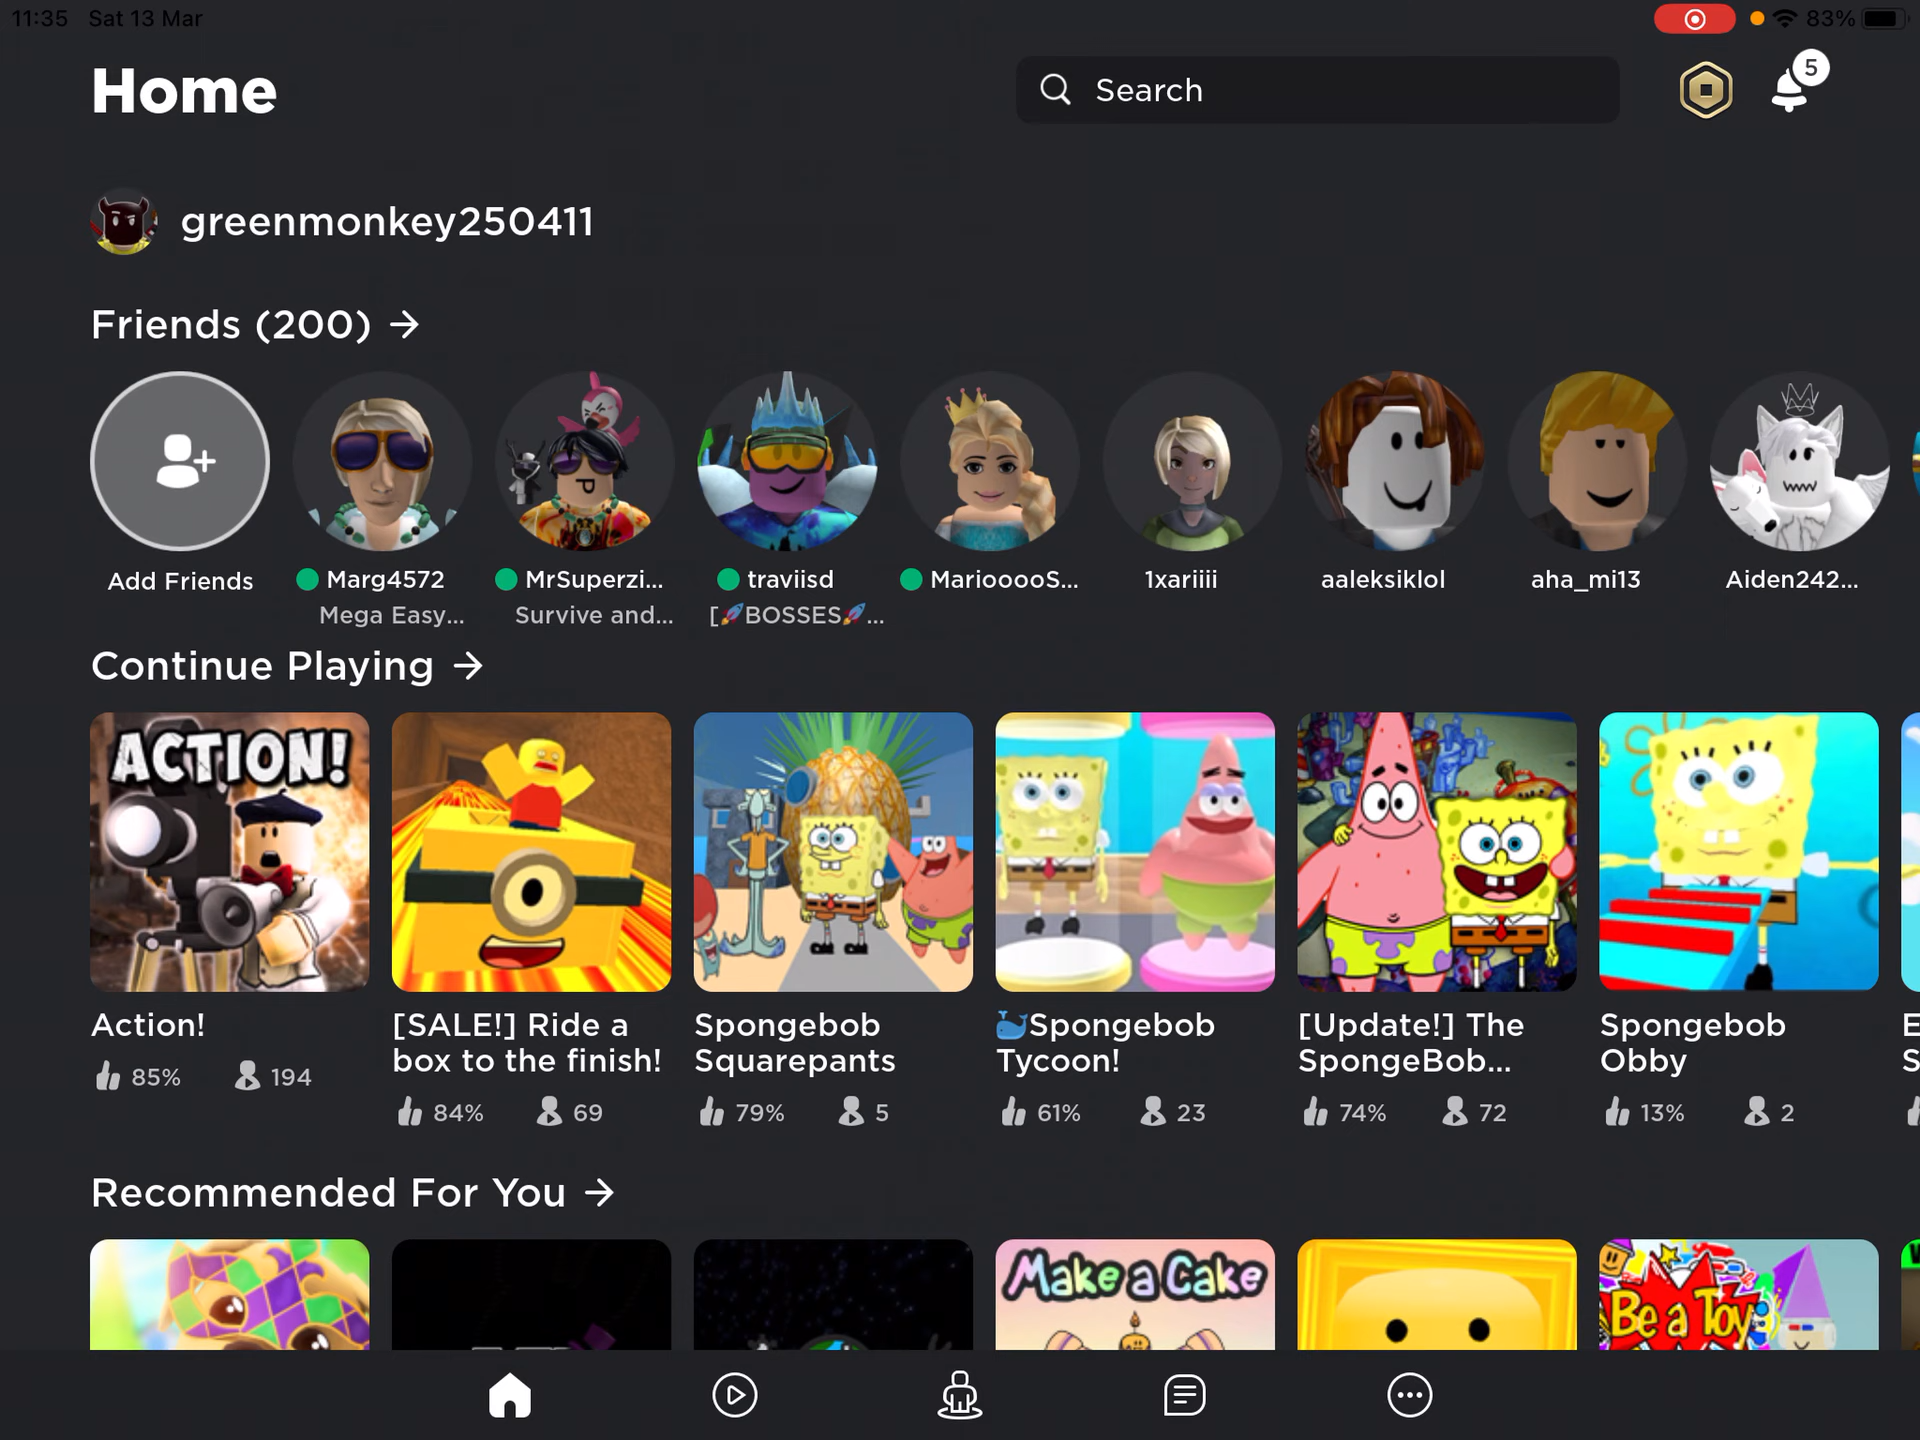 11:35 Sat 13 Mar
83%
Home
Search
5
greenmonkey250411
Friends (200) →
Add Friends
Marg4572
Mega Easy...
MrSuperzi...
Survive and...
traviisd
[🚀BOSSES🚀...
MariooooS...
1xariiii
aaleksiklol
aha_mi13
Aiden242...
Continue Playing →
ACTION!
Action!
85% 194
[SALE!] Ride a
box to the finish!
84% 69
Spongebob
Squarepants
79% 5
🐳Spongebob
Tycoon!
61% 23
[Update!] The
SpongeBob...
74% 72
Spongebob
Obby
13% 2
Recommended For You →
Make a Cake
Be a Toy